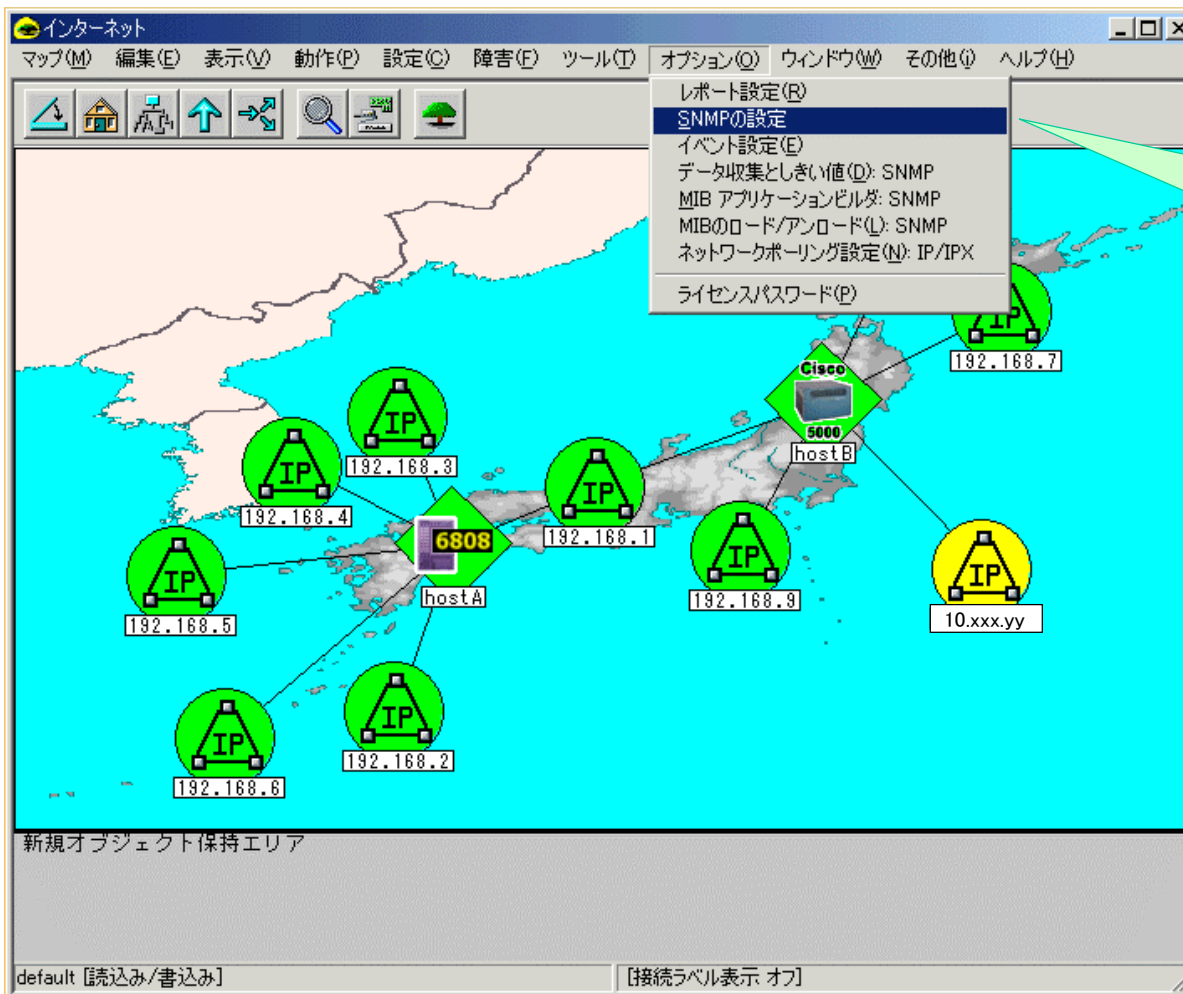 インターネット
マップ(M) 編集(E) 表示(V) 動作(P) 設定(C) 障害(F) ツール(T) オプション(O) ウィンドウ(W) その他(i) ヘルプ(H)
レポート設定(R)
SNMPの設定
イベント設定(E)
データ収集としきい値(D): SNMP
MIB アプリケーションビルダ: SNMP
MIBのロード/アンロード(L): SNMP
ネットワークポーリング設定(N): IP/IPX
ライセンスパスワード(P)
IP
192.168.7
Cisco
5000
hostB
IP
192.168.3
IP
192.168.4
IP
192.168.1
6808
hostA
IP
192.168.5
IP
192.168.9
IP
10.xxx.yy
IP
192.168.2
IP
192.168.6
新規オブジェクト保持エリア
default [読込み/書込み]
[接続ラベル表示 オフ]